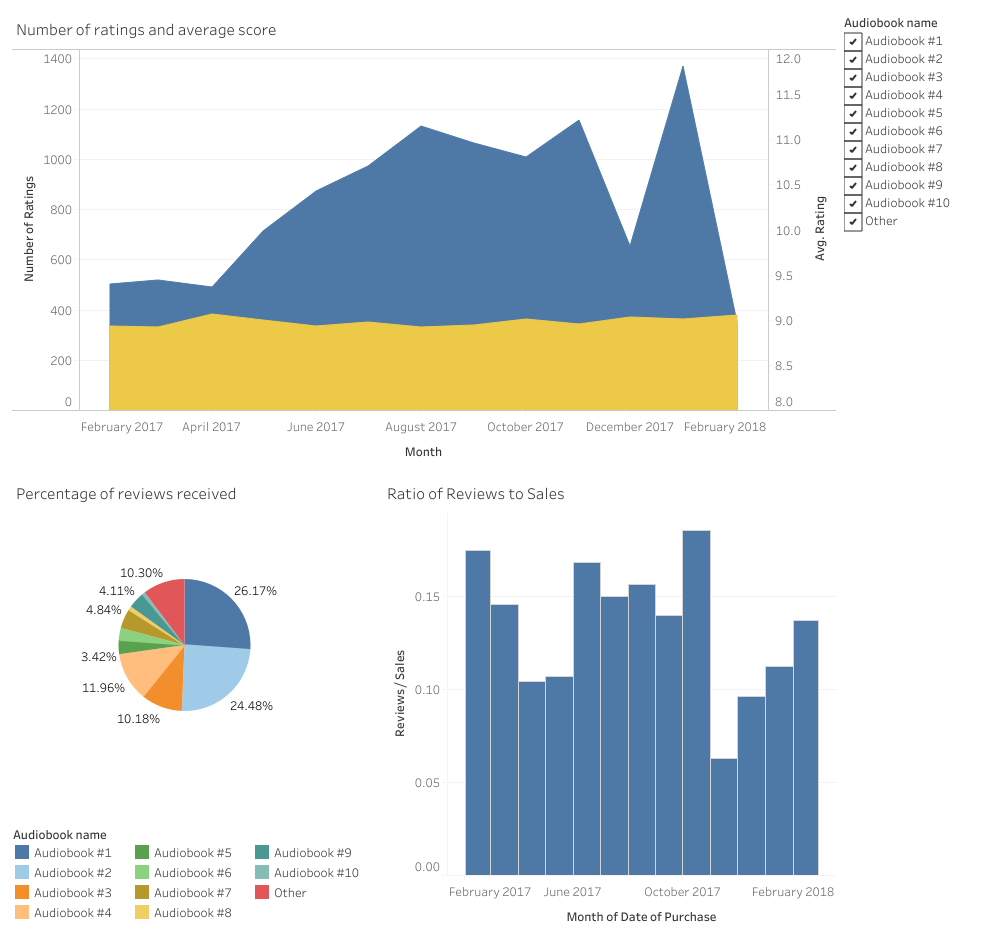 Number of ratings and average score
Audiobook name
Audiobook #1
Audiobook #2
Audiobook #3
Audiobook #4
Audiobook #5
Audiobook #6
Audiobook #7
Audiobook #8
Audiobook #9
Audiobook #10
Other
Number of Ratings
1400
1200
1000
800
600
400
200
0
12.0
11.5
11.0
10.5
10.0
9.5
9.0
8.5
8.0
Avg. Rating
February 2017 April 2017 June 2017 August 2017 October 2017 December 2017 February 2018
Month
Percentage of reviews received
10.30%
4.11%
4.84%
3.42%
11.96%
10.18%
26.17%
24.48%
Audiobook name
Audiobook #1
Audiobook #2
Audiobook #3
Audiobook #4
Audiobook #5
Audiobook #6
Audiobook #7
Audiobook #8
Audiobook #9
Audiobook #10
Other
Ratio of Reviews to Sales
Reviews / Sales
0.15
0.10
0.05
0.00
February 2017 June 2017 October 2017 February 2018
Month of Date of Purchase